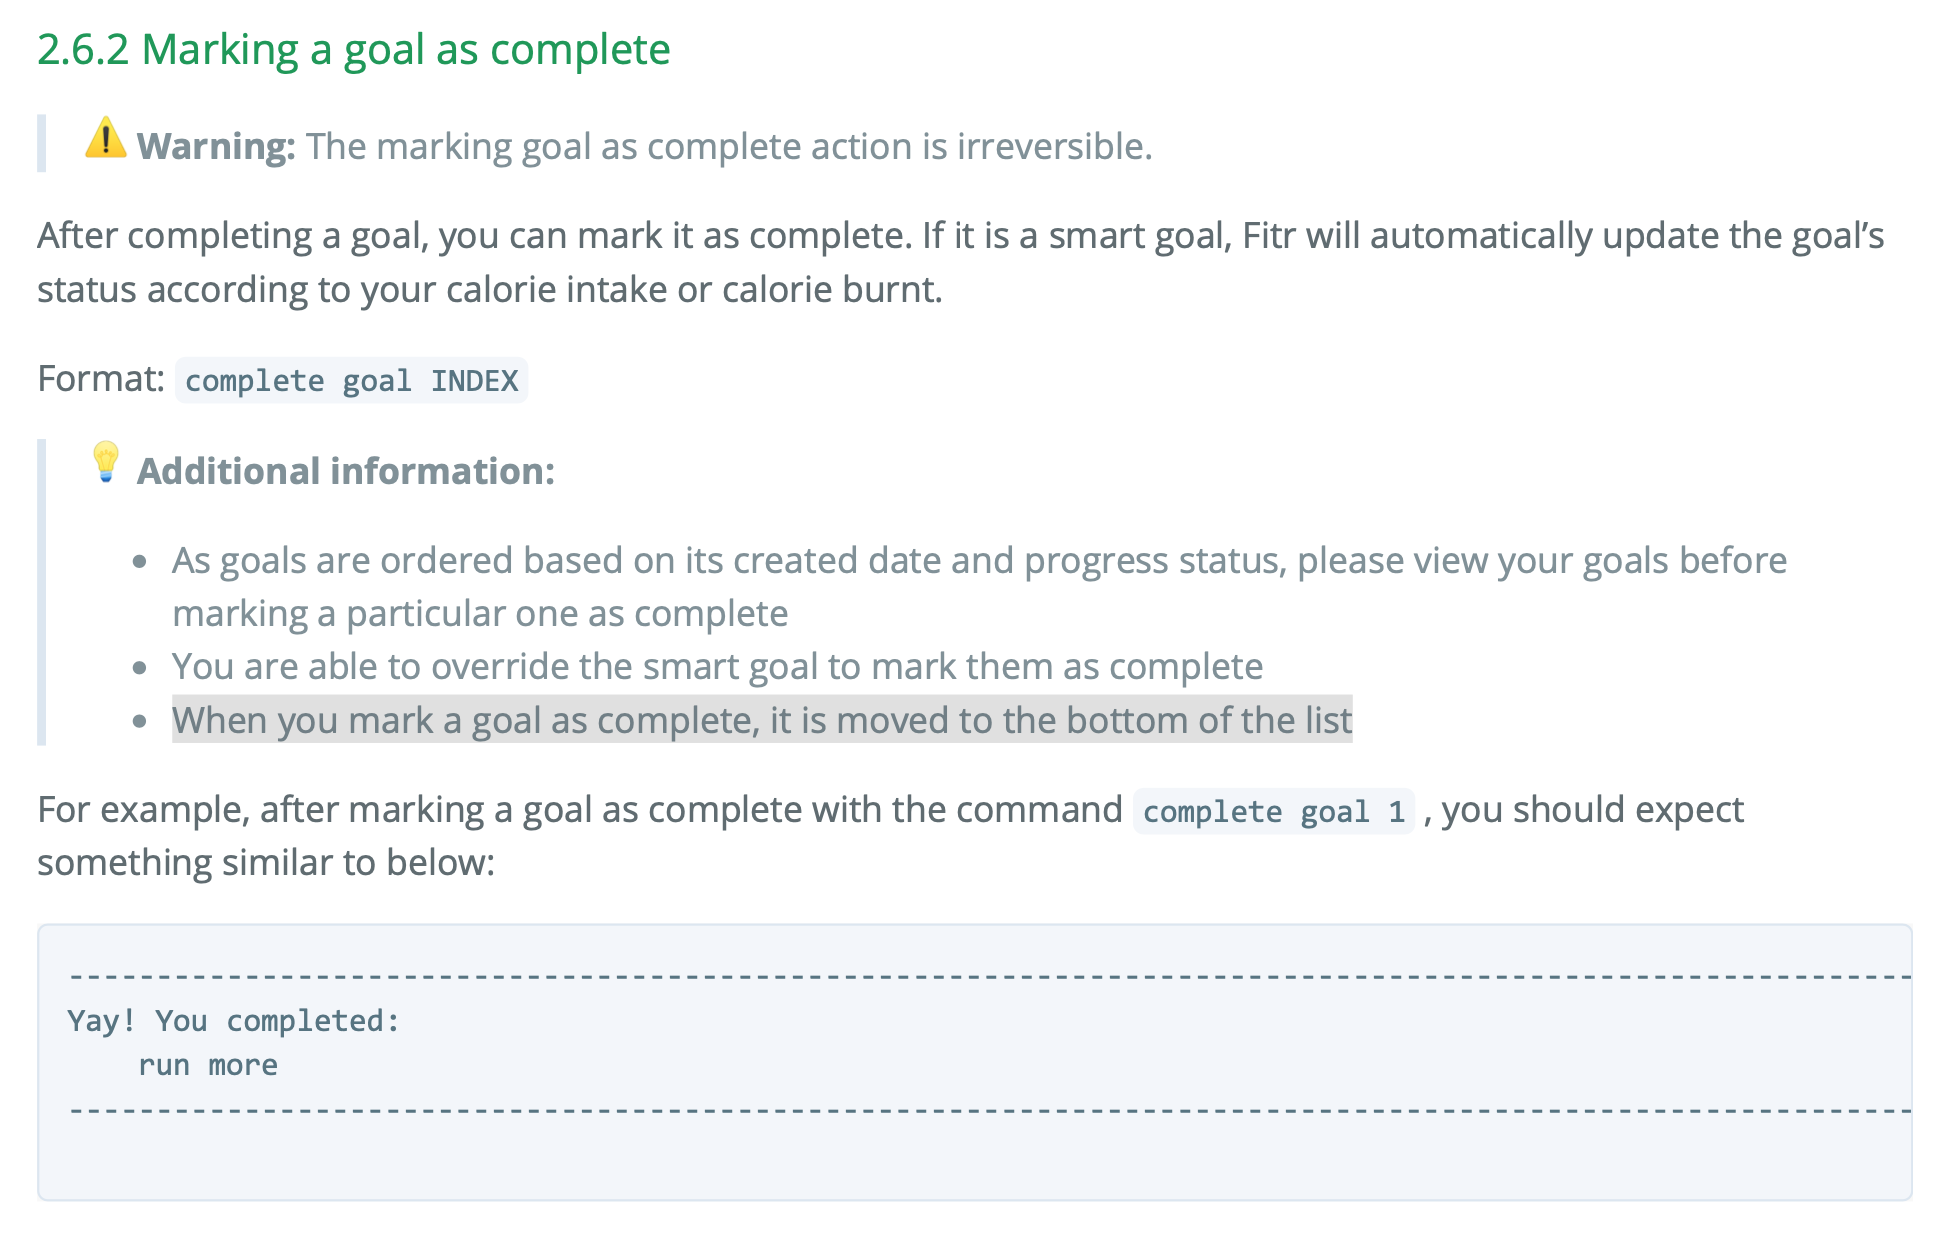 2.6.2 Marking a goal as complete
⚠️ Warning: The marking goal as complete action is irreversible.
After completing a goal, you can mark it as complete. If it is a smart goal, Fitr will automatically update the goal’s
status according to your calorie intake or calorie burnt.
Format: complete goal INDEX
💡 Additional information:
• As goals are ordered based on its created date and progress status, please view your goals before
marking a particular one as complete
• You are able to override the smart goal to mark them as complete
• When you mark a goal as complete, it is moved to the bottom of the list
For example, after marking a goal as complete with the command complete goal 1 , you should expect
something similar to below:
---------------------------------------------------------------------------------------------------------
Yay! You completed:
    run more
---------------------------------------------------------------------------------------------------------